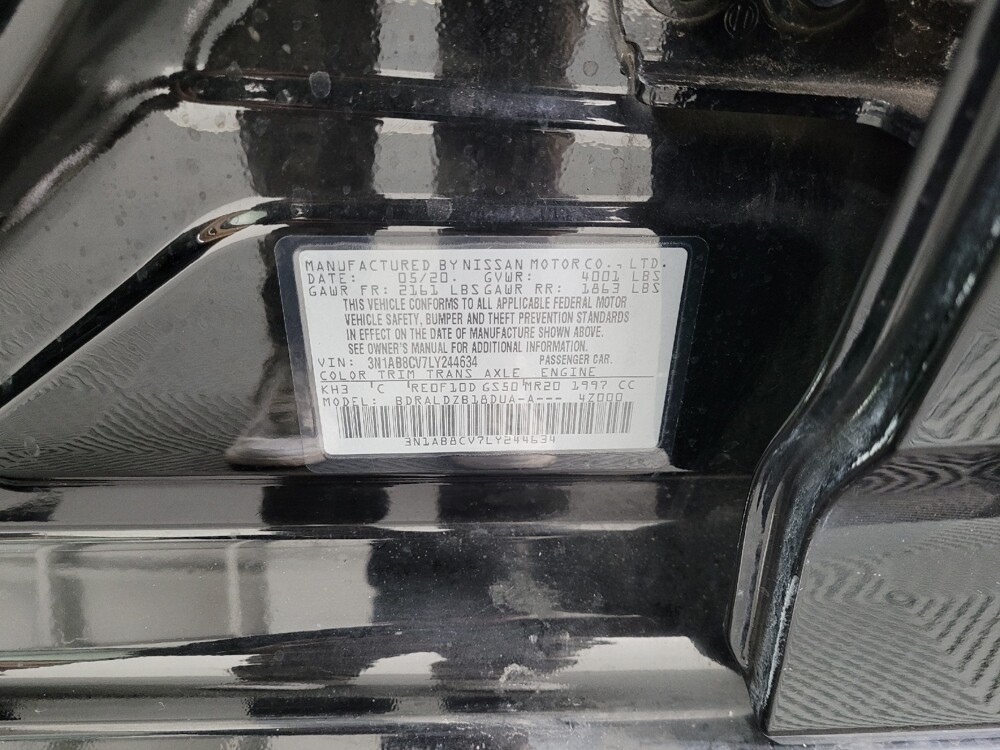 MANUFACTURED BY NISSAN MOTOR CO., LTD.
DATE: 05/20. GVWR: 4001 LBS
GAWR FR: 2161 LBS GAWR RR: 1863 LBS
THIS VEHICLE CONFORMS TO ALL APPLICABLE FEDERAL MOTOR
VEHICLE SAFETY, BUMPER AND THEFT PREVENTION STANDARDS
IN EFFECT ON THE DATE OF MANUFACTURE SHOWN ABOVE.
SEE OWNER'S MANUAL FOR ADDITIONAL INFORMATION.
VIN: 3N1AB8CV7LY244634 PASSENGER CAR.
COLOR TRIM TRANS AXLE ENGINE
KH3 'C 'RE0F10D GS50 MR20 1997 CC
MODEL: BDRALDZB18DUA-A--- 4Z000
3N1AB8CV7LY244634